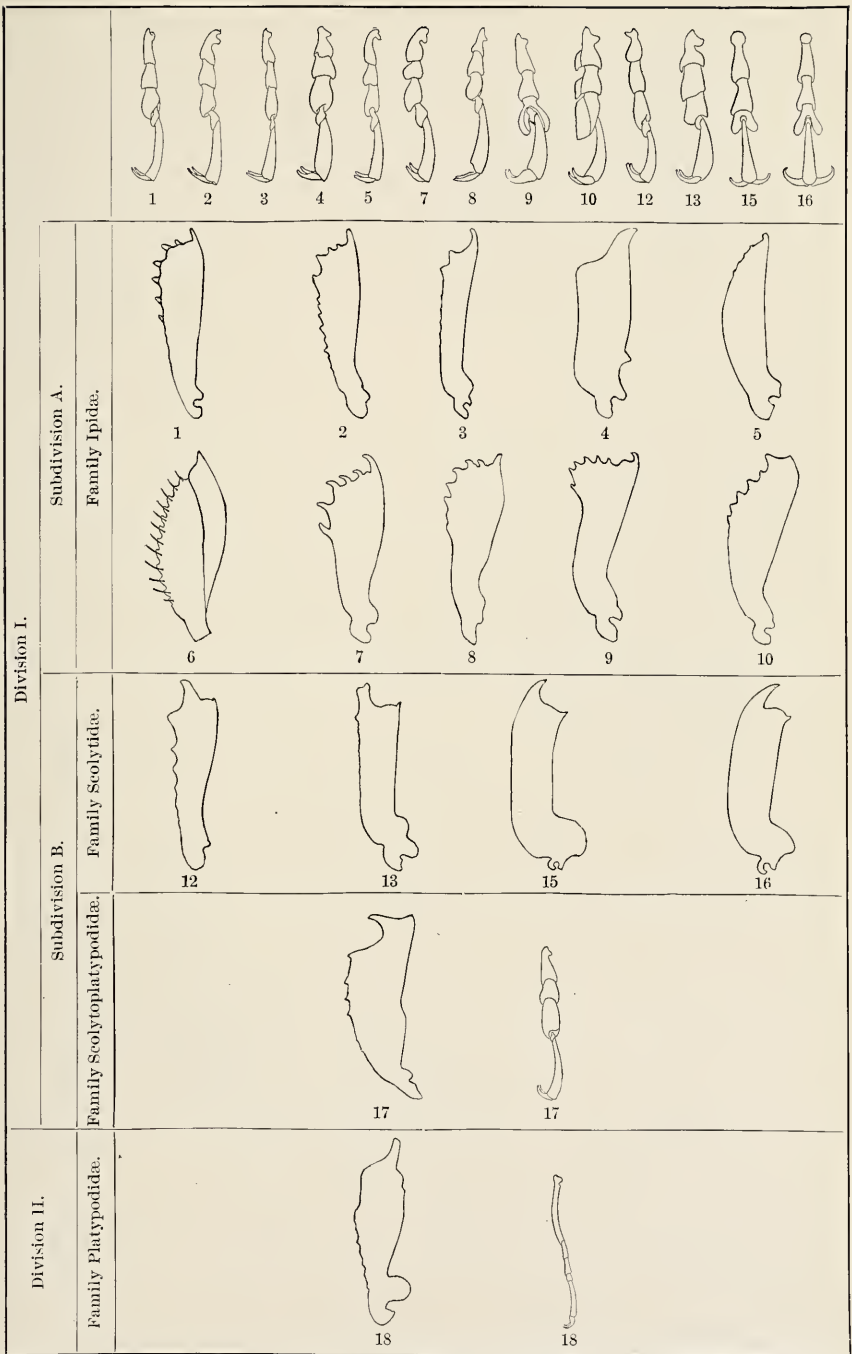 1 2 3 4 5 7 8 9 10 12 13 15 16
Division I.
Subdivision A.
Family Ipidæ.
1 2 3 4 5
6 7 8 9 10
Subdivision B.
Family Scolytidæ.
12 13 15 16
Family Scolytoplatypodidæ.
17 17
Division II.
Family Platypodidæ.
18 18